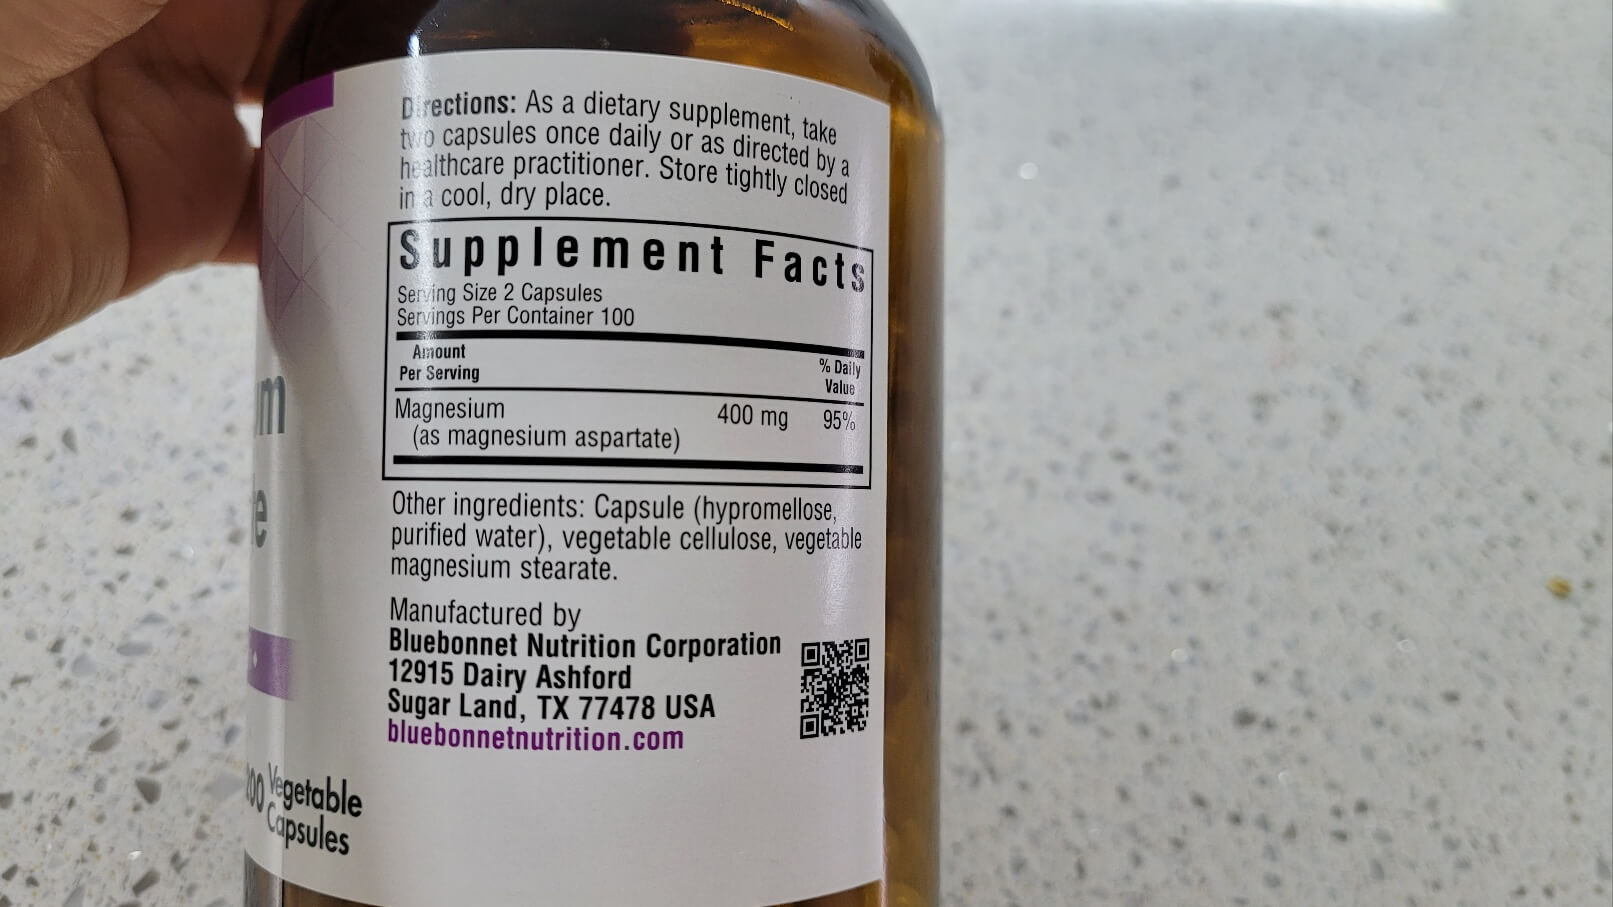 Directions: As a dietary supplement, take
two capsules once daily or as directed by a
healthcare practitioner. Store tightly closed
in a cool, dry place.
Supplement Facts
Serving Size 2 Capsules
Servings Per Container 100
Amount
Per Serving
% Daily
Value
Magnesium 400 mg 95%
(as magnesium aspartate)
Other ingredients: Capsule (hypromellose,
purified water), vegetable cellulose, vegetable
magnesium stearate.
Manufactured by
Bluebonnet Nutrition Corporation
12915 Dairy Ashford
Sugar Land, TX 77478 USA
bluebonnetnutrition.com
Vegetable
Capsules